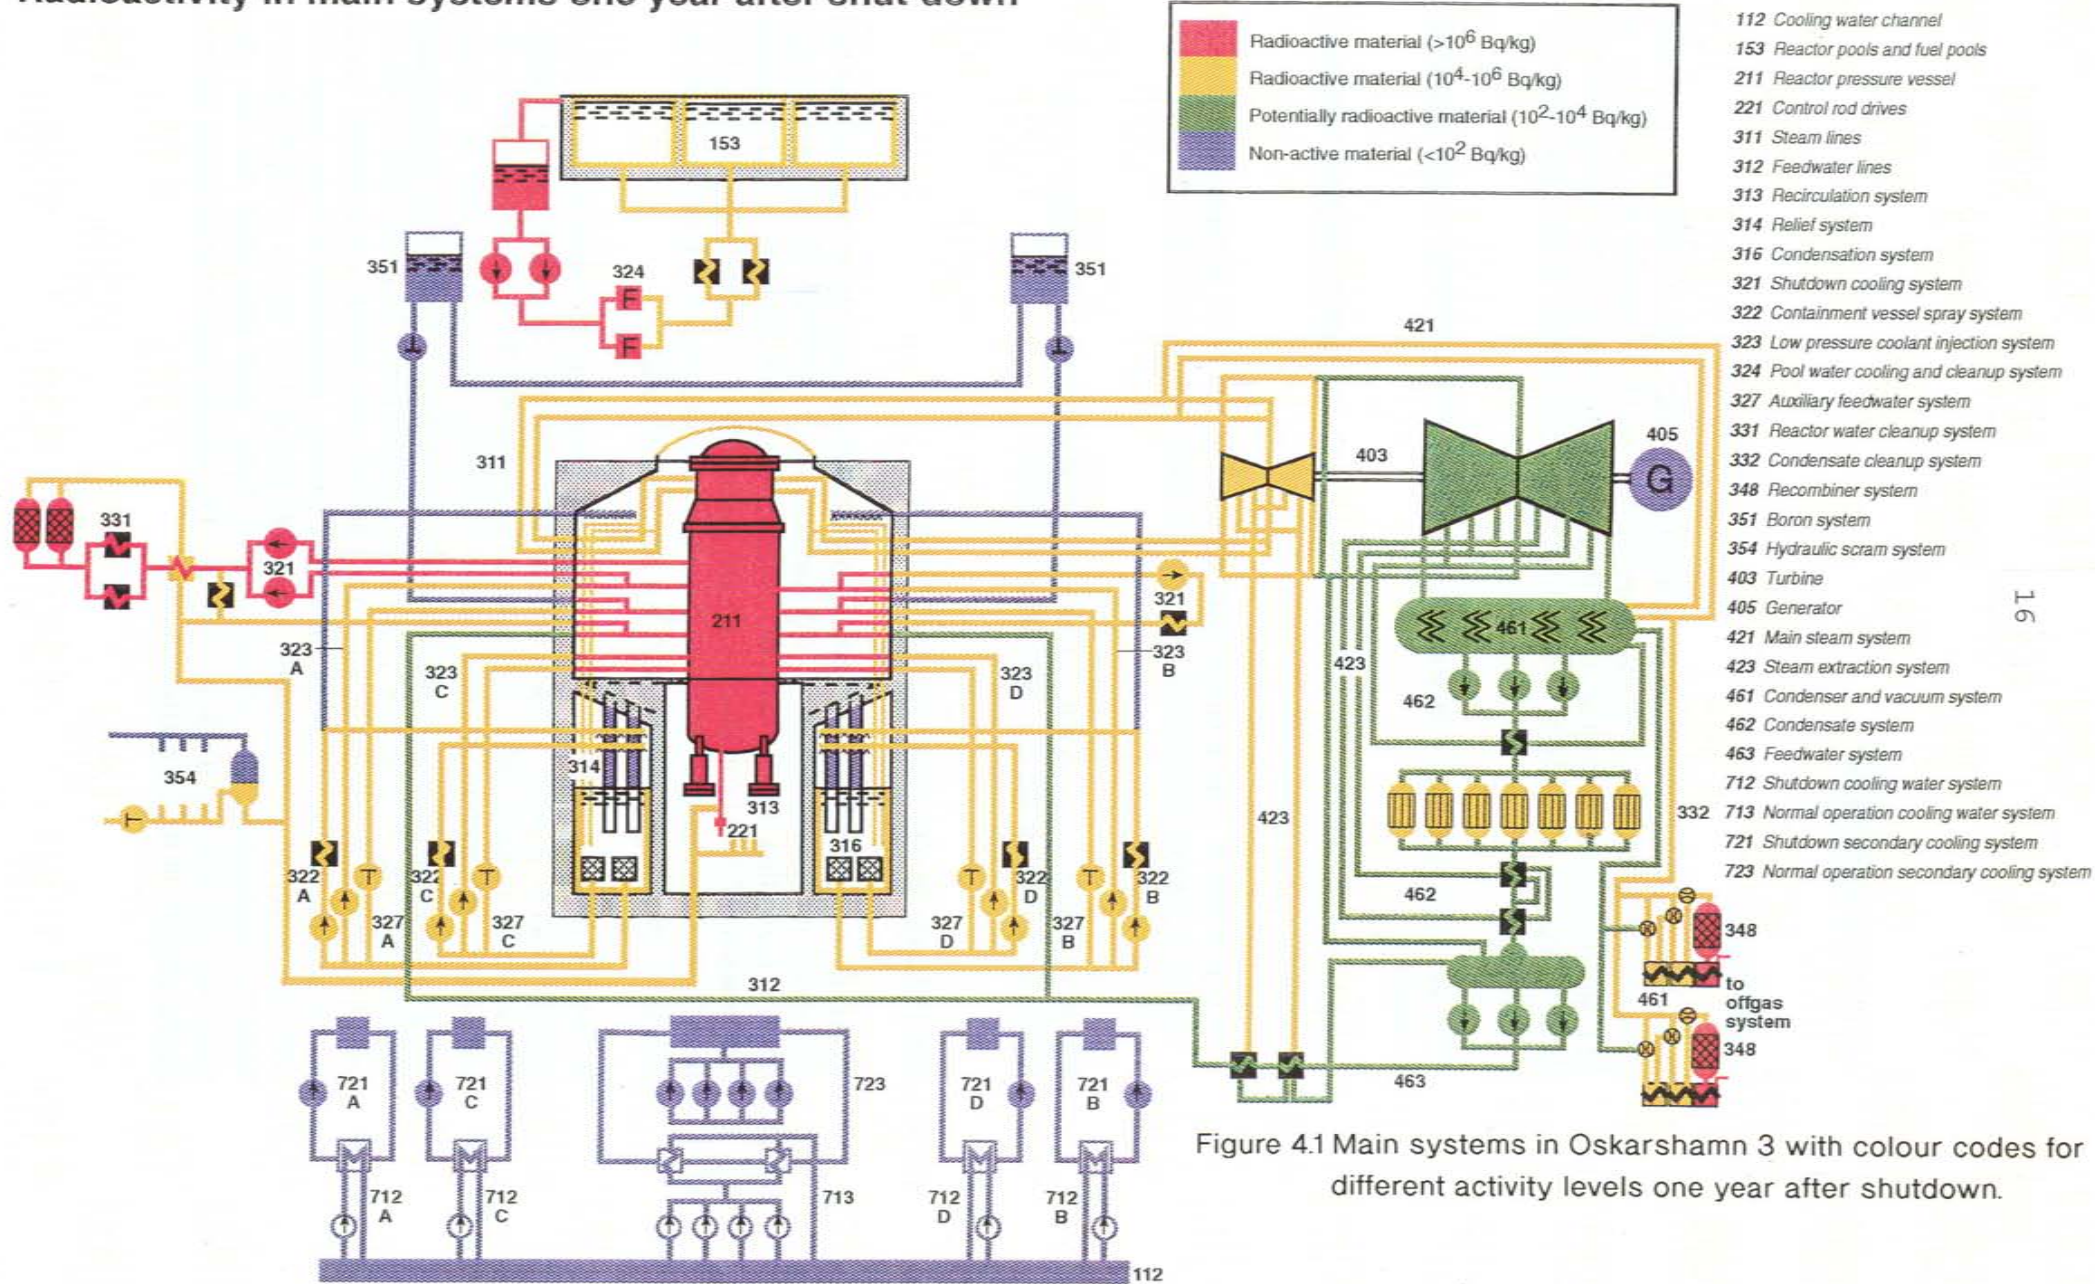 Radioactivity in main systems one year after shut down
Radioactive material (>10⁶ Bq/kg)
Radioactive material (10⁴-10⁶ Bq/kg)
Potentially radioactive material (10²-10⁴ Bq/kg)
Non-active material (<10² Bq/kg)
112 Cooling water channel
153 Reactor pools and fuel pools
211 Reactor pressure vessel
221 Control rod drives
311 Steam lines
312 Feedwater lines
313 Recirculation system
314 Relief system
316 Condensation system
321 Shutdown cooling system
322 Containment vessel spray system
323 Low pressure coolant injection system
324 Pool water cooling and cleanup system
327 Auxiliary feedwater system
331 Reactor water cleanup system
332 Condensate cleanup system
348 Recombiner system
351 Boron system
354 Hydraulic scram system
403 Turbine
405 Generator
421 Main steam system
423 Steam extraction system
461 Condenser and vacuum system
462 Condensate system
463 Feedwater system
712 Shutdown cooling water system
713 Normal operation cooling water system
721 Shutdown secondary cooling system
723 Normal operation secondary cooling system
16
153
351
324
F
F
351
421
311
403
405
G
331
321
211
321
461
323
A
323
C
323
D
323
B
423
462
354
314
313
221
316
423
332
322
A
322
C
322
D
322
B
462
327
A
327
C
327
D
327
B
348
312
461
to
offgas
system
348
463
721
A
721
C
723
721
D
721
B
712
A
712
C
713
712
D
712
B
112
Figure 4.1 Main systems in Oskarshamn 3 with colour codes for
different activity levels one year after shutdown.